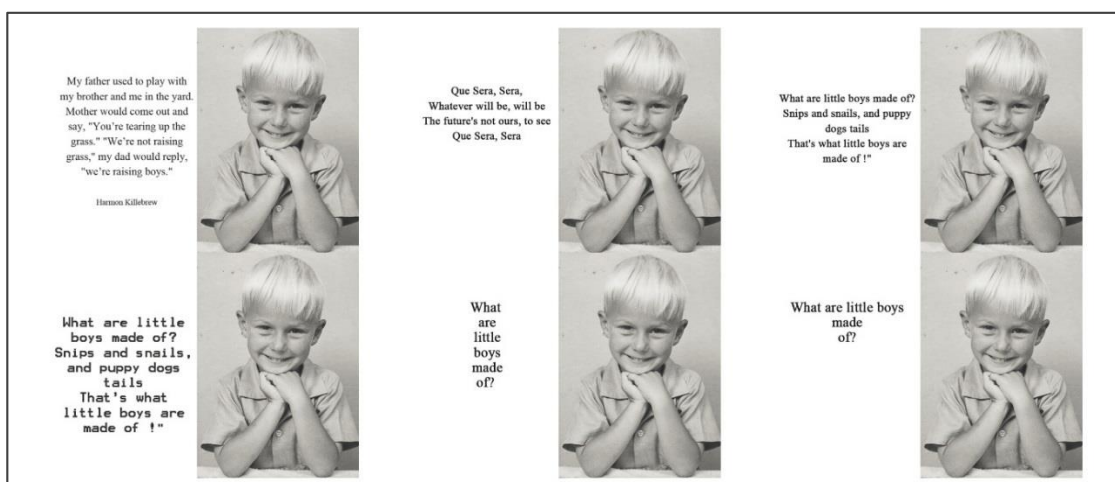 My father used to play with
my brother and me in the yard.
Mother would come out and
say, "You're tearing up the
grass." "We're not raising
grass," my dad would reply,
"we're raising boys."
Harmon Killebrew
Que Sera, Sera,
Whatever will be, will be
The future's not ours, to see
Que Sera, Sera
What are little boys made of?
Snips and snails, and puppy
dogs tails
That's what little boys are
made of !"
What are little
boys made of?
Snips and snails,
and puppy dogs
tails
That's what
little boys are
made of !"
What
are
little
boys
made
of?
What are little boys
made
of?